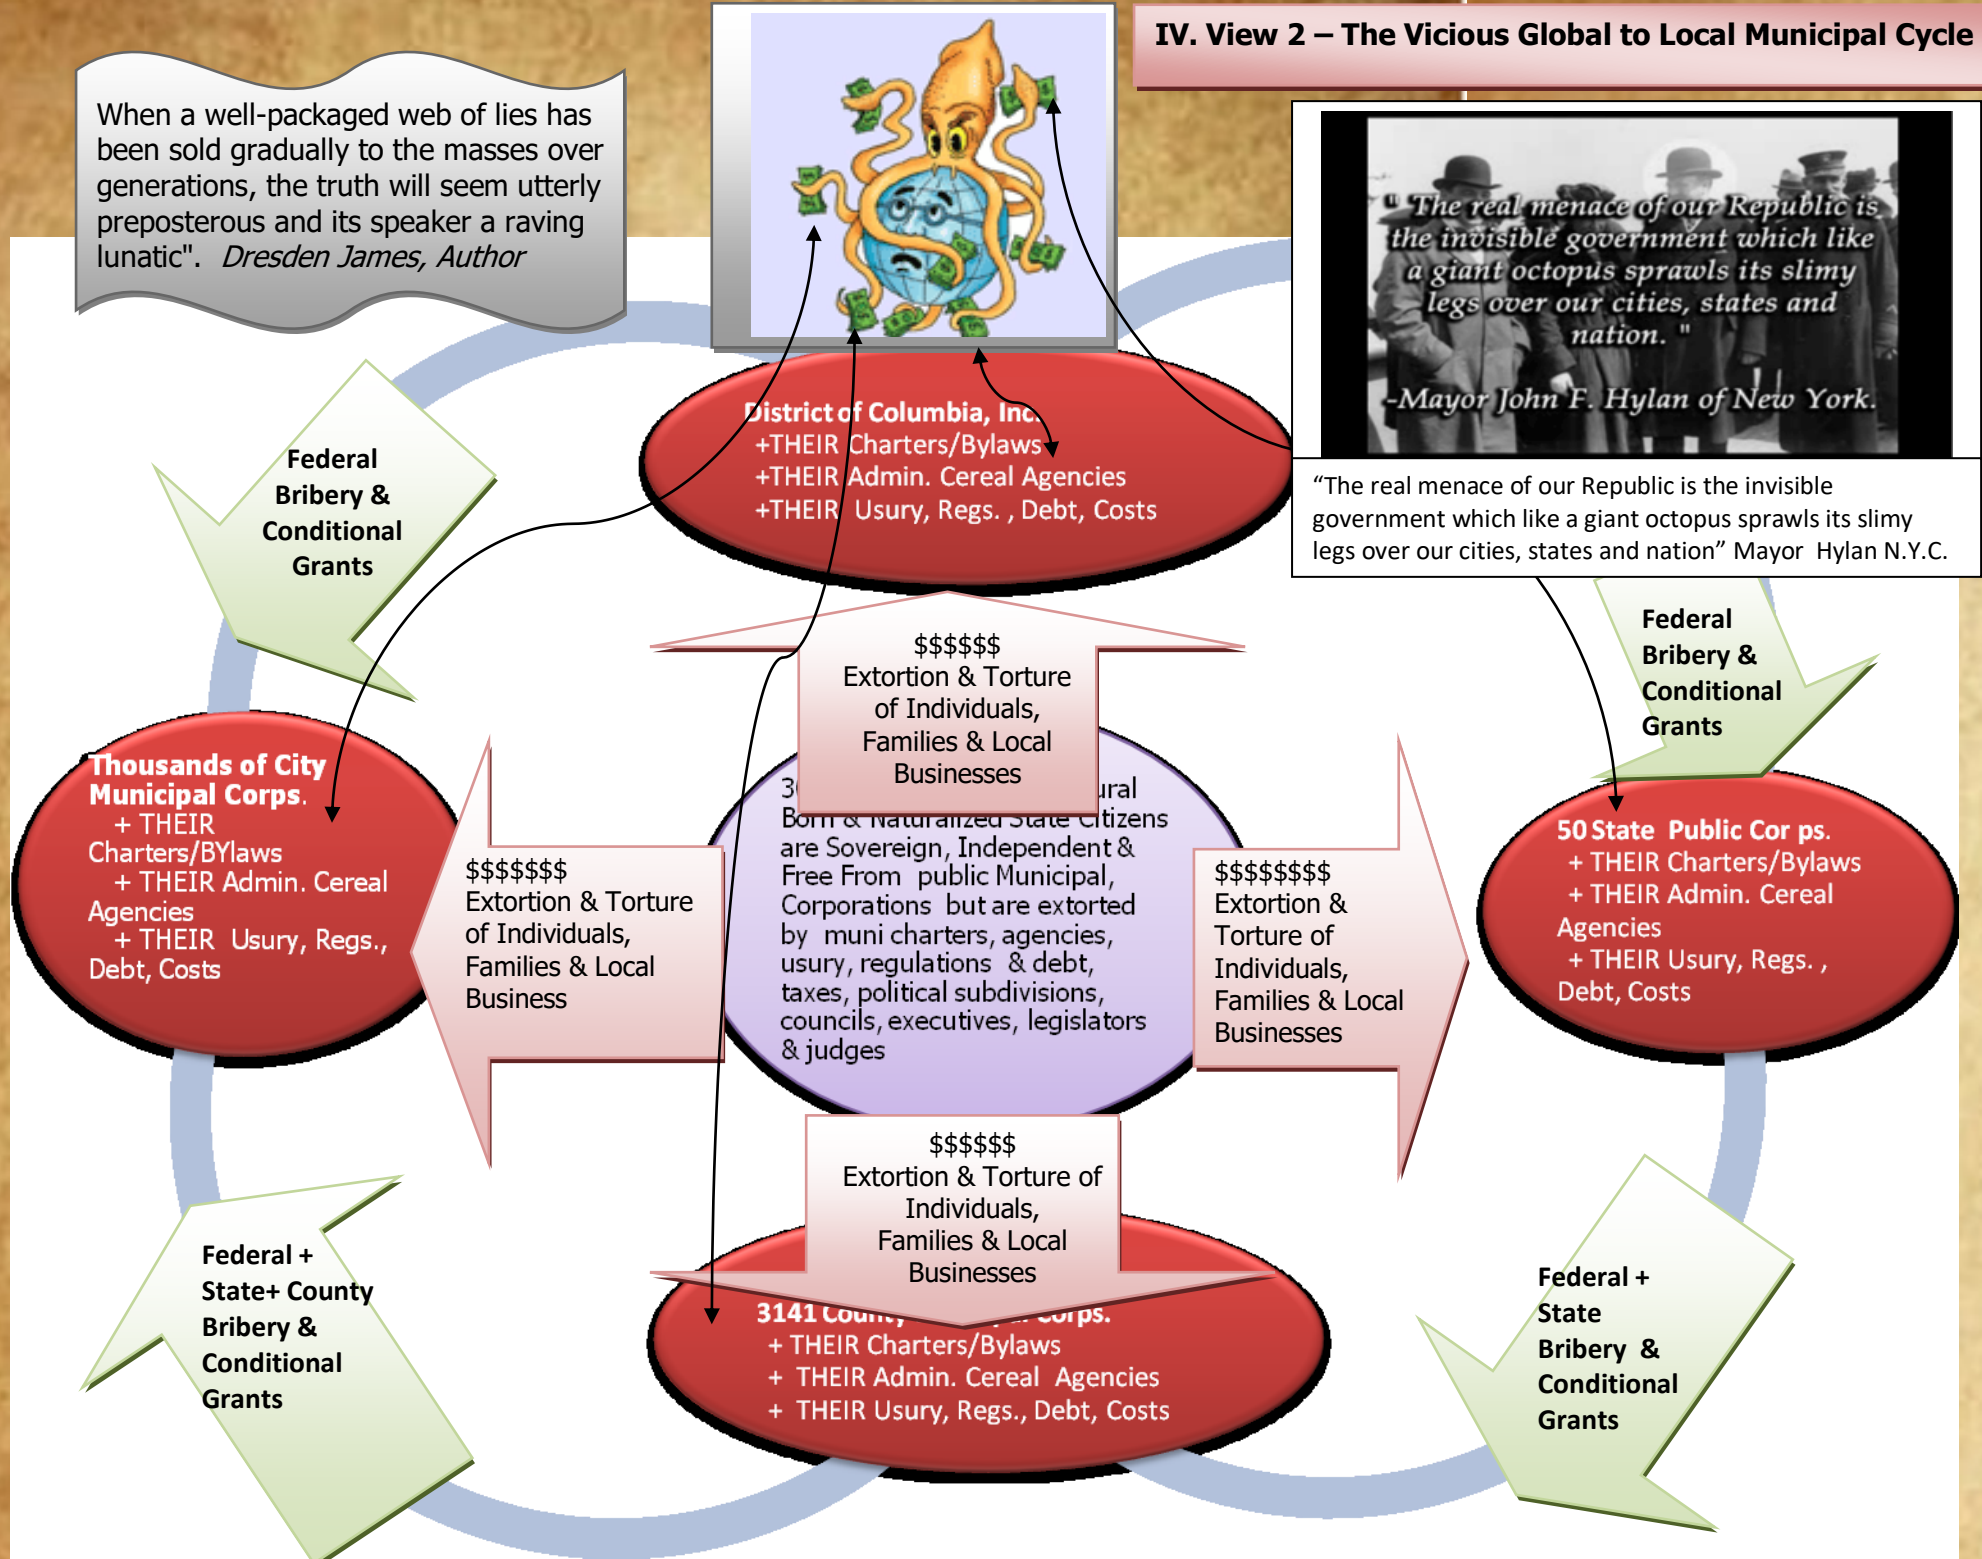 IV. View 2 – The Vicious Global to Local Municipal Cycle
When a well-packaged web of lies has
been sold gradually to the masses over
generations, the truth will seem utterly
preposterous and its speaker a raving
lunatic". Dresden James, Author
" The real menace of our Republic is
the invisible government which like
a giant octopus sprawls its slimy
legs over our cities, states and
nation. "
-Mayor John F. Hylan of New York.
“The real menace of our Republic is the invisible
government which like a giant octopus sprawls its slimy
legs over our cities, states and nation” Mayor Hylan N.Y.C.
District of Columbia, Inc.
+THEIR Charters/Bylaws
+THEIR Admin. Cereal Agencies
+THEIR Usury, Regs. , Debt, Costs
Federal
Bribery &
Conditional
Grants
Federal
Bribery &
Conditional
Grants
$$$$$$
Extortion & Torture
of Individuals,
Families & Local
Businesses
Thousands of City
Municipal Corps.
+ THEIR
Charters/BYlaws
+ THEIR Admin. Cereal
Agencies
+ THEIR Usury, Regs.,
Debt, Costs
$$$$$$$
Extortion & Torture
of Individuals,
Families & Local
Business
Born & Naturalized State Citizens
are Sovereign, Independent &
Free From public Municipal,
Corporations but are extorted
by muni charters, agencies,
usury, regulations & debt,
taxes, political subdivisions,
councils, executives, legislators
& judges
$$$$$$$$
Extortion &
Torture of
Individuals,
Families & Local
Businesses
50 State Public Cor ps.
+ THEIR Charters/Bylaws
+ THEIR Admin. Cereal
Agencies
+ THEIR Usury, Regs. ,
Debt, Costs
$$$$$$
Extortion & Torture of
Individuals,
Families & Local
Businesses
3141 County Corps.
+ THEIR Charters/Bylaws
+ THEIR Admin. Cereal Agencies
+ THEIR Usury, Regs., Debt, Costs
Federal +
State+ County
Bribery &
Conditional
Grants
Federal +
State
Bribery &
Conditional
Grants